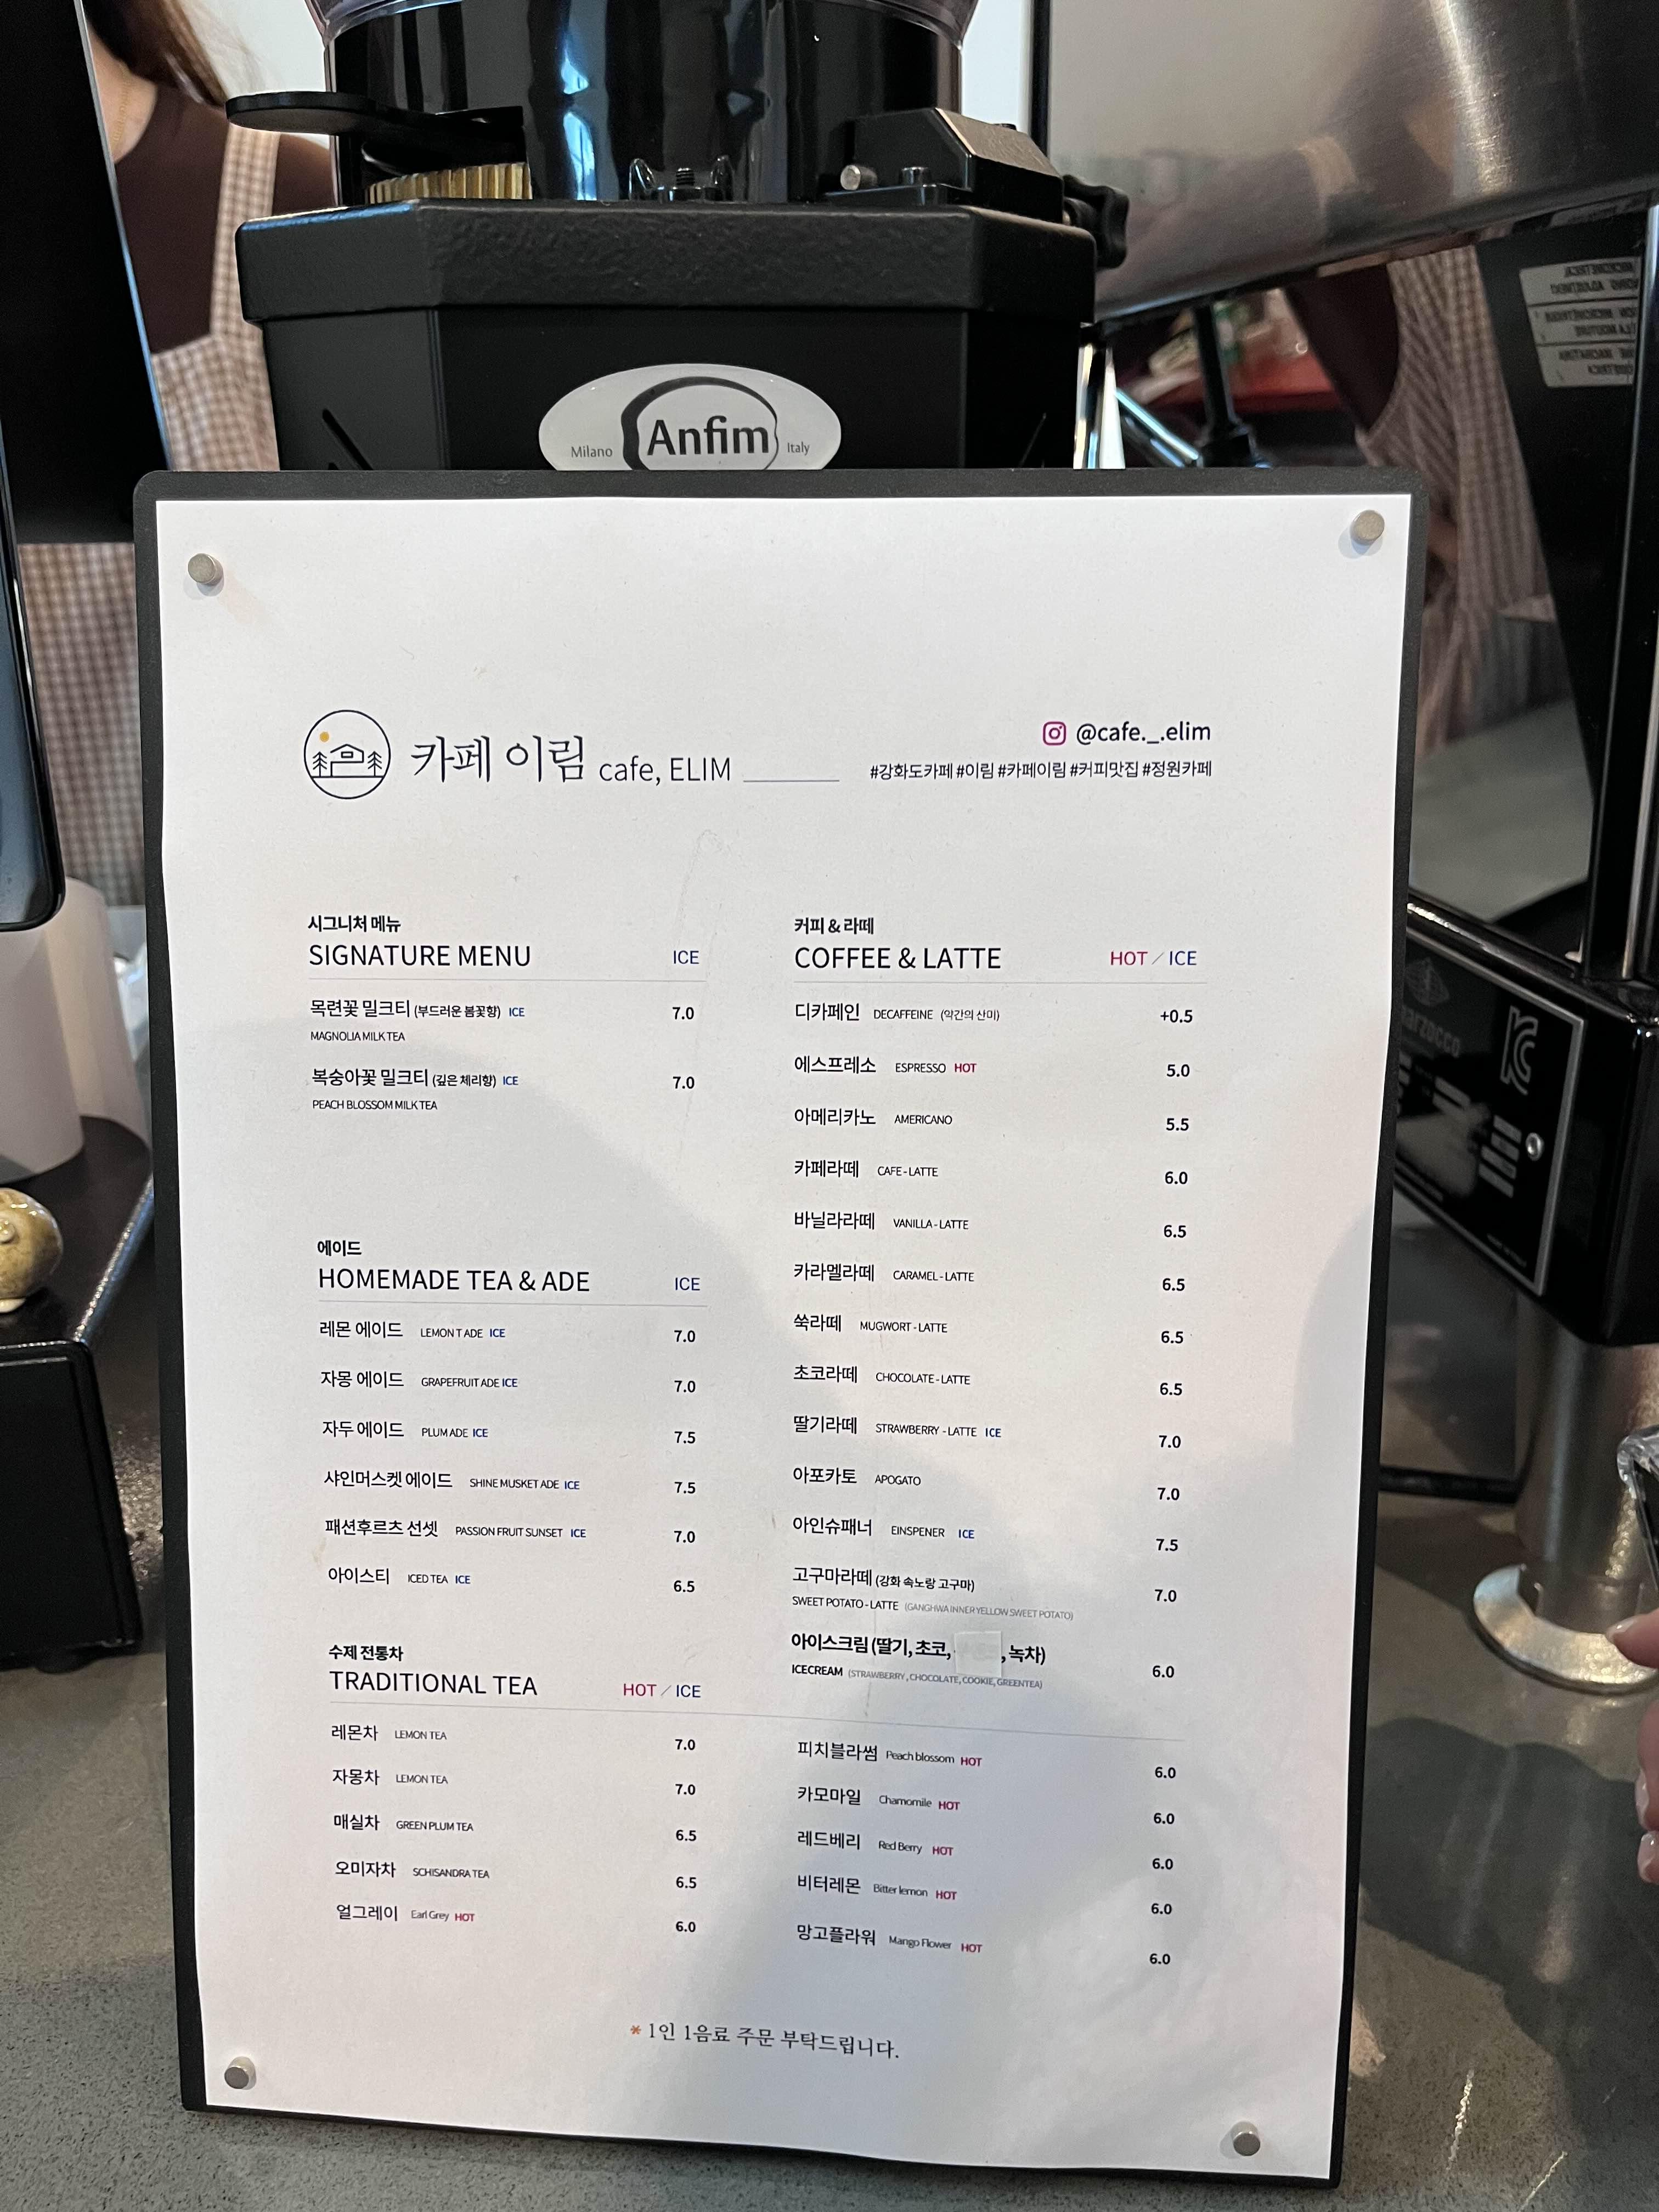 Milano Anfim Italy
카페 이림 cafe, ELIM
@cafe._.elim
#강화도카페 #이림 #카페이림 #커피맛집 #정원카페
시그니처 메뉴
SIGNATURE MENU ICE
목련꽃 밀크티 (부드러운 봄꽃향) ICE 7.0
MAGNOLIA MILK TEA
복숭아꽃 밀크티 (깊은 체리향) ICE 7.0
PEACH BLOSSOM MILK TEA
에이드
HOMEMADE TEA & ADE ICE
레몬 에이드 LEMON T ADE ICE 7.0
자몽 에이드 GRAPEFRUIT ADE ICE 7.0
자두 에이드 PLUM ADE ICE 7.5
샤인머스켓 에이드 SHINE MUSKET ADE ICE 7.5
패션후르츠 선셋 PASSION FRUIT SUNSET ICE 7.0
아이스티 ICED TEA ICE 6.5
커피 & 라떼
COFFEE & LATTE HOT / ICE
디카페인 DECAFFEINE (약간의 산미) +0.5
에스프레소 ESPRESSO HOT 5.0
아메리카노 AMERICANO 5.5
카페라떼 CAFE - LATTE 6.0
바닐라라떼 VANILLA - LATTE 6.5
카라멜라떼 CARAMEL - LATTE 6.5
쑥라떼 MUGWORT - LATTE 6.5
초코라떼 CHOCOLATE - LATTE 6.5
딸기라떼 STRAWBERRY - LATTE ICE 7.0
아포카토 APOGATO 7.0
아인슈패너 EINSPENER ICE 7.5
고구마라떼 (강화 속노랑 고구마) 7.0
SWEET POTATO - LATTE (GANGHWA INNER YELLOW SWEET POTATO)
아이스크림 (딸기, 초코, , 녹차) 6.0
ICECREAM (STRAWBERRY, CHOCOLATE, COOKIE, GREENTEA)
수제 전통차
TRADITIONAL TEA HOT / ICE
레몬차 LEMON TEA 7.0
자몽차 LEMON TEA 7.0
매실차 GREEN PLUM TEA 6.5
오미자차 SCHISANDRA TEA 6.5
얼그레이 Earl Grey HOT 6.0
피치블라썸 Peach blossom HOT 6.0
카모마일 Chamomile HOT 6.0
레드베리 Red Berry HOT 6.0
비터레몬 Bitter lemon HOT 6.0
망고플라워 Mango Flower HOT 6.0
* 1인 1음료 주문 부탁드립니다.